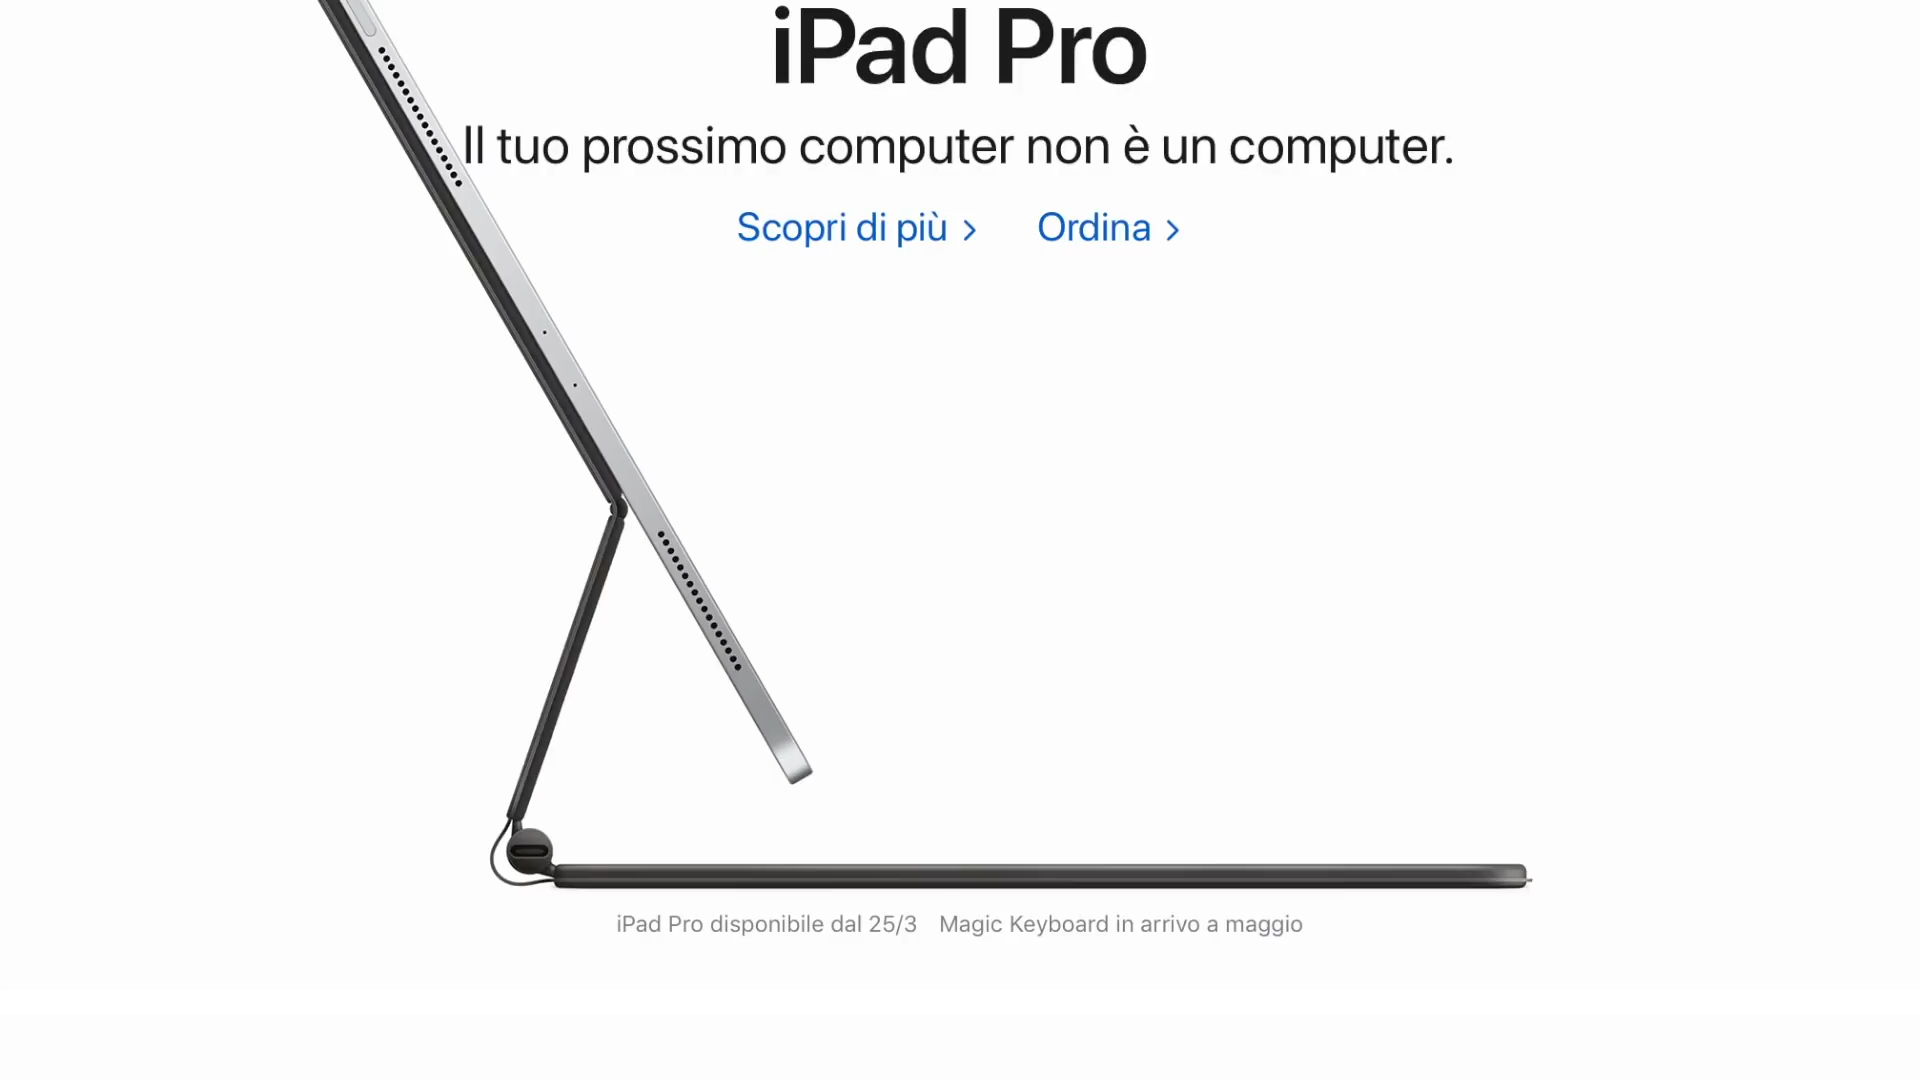 iPad Pro
Il tuo prossimo computer non è un computer.
Scopri di più > Ordina >
iPad Pro disponibile dal 25/3 Magic Keyboard in arrivo a maggio